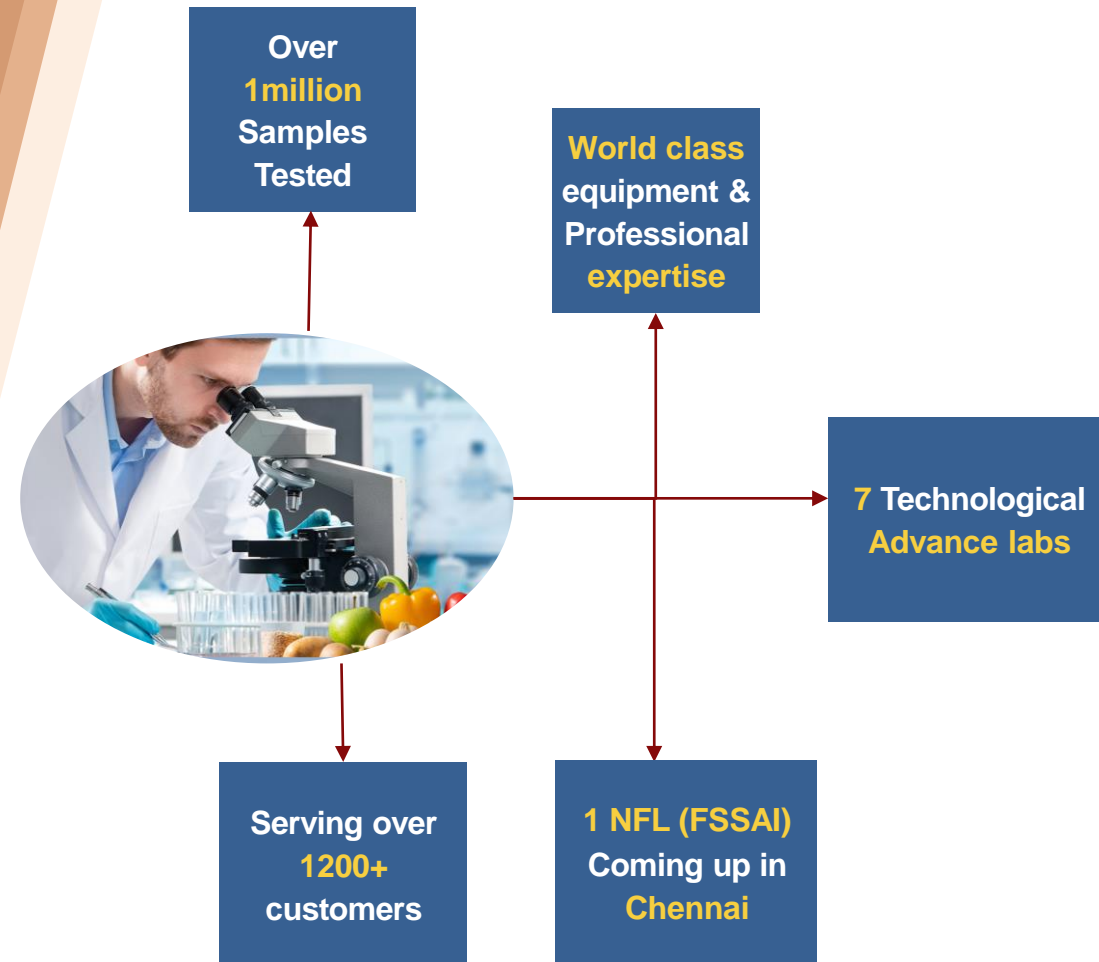 Over
1million
Samples
Tested
World class
equipment &
Professional
expertise
7 Technological
Advance labs
Serving over
1200+
customers
1 NFL (FSSAI)
Coming up in
Chennai